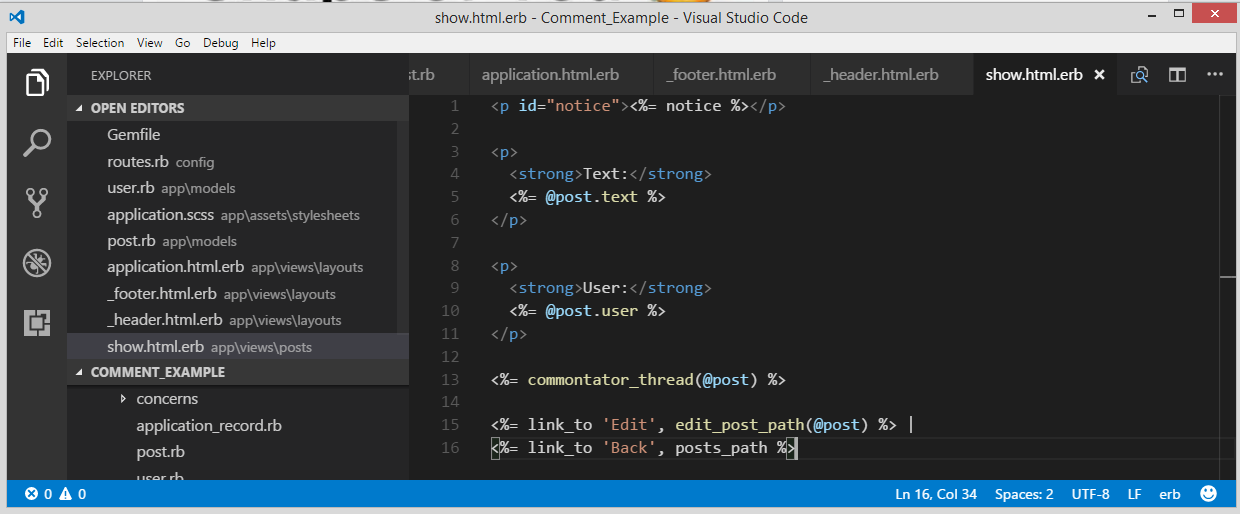 show.html.erb - Comment_Example - Visual Studio Code
File Edit Selection View Go Debug Help
EXPLORER
OPEN EDITORS
Gemfile
routes.rb config
user.rb app\models
application.scss app\assets\stylesheets
post.rb app\models
application.html.erb app\views\layouts
_footer.html.erb app\views\layouts
_header.html.erb app\views\layouts
show.html.erb app\views\posts
COMMENT_EXAMPLE
concerns
application_record.rb
post.rb
user.rb
st.rb application.html.erb _footer.html.erb _header.html.erb show.html.erb
1 <p id="notice"><%= notice %></p>
2
3 <p>
4 <strong>Text:</strong>
5 <%= @post.text %>
6 </p>
7
8 <p>
9 <strong>User:</strong>
10 <%= @post.user %>
11 </p>
12
13 <%= commontator_thread(@post) %>
14
15 <%= link_to 'Edit', edit_post_path(@post) %> |
16 <%= link_to 'Back', posts_path %>
0 0 Ln 16, Col 34 Spaces: 2 UTF-8 LF erb